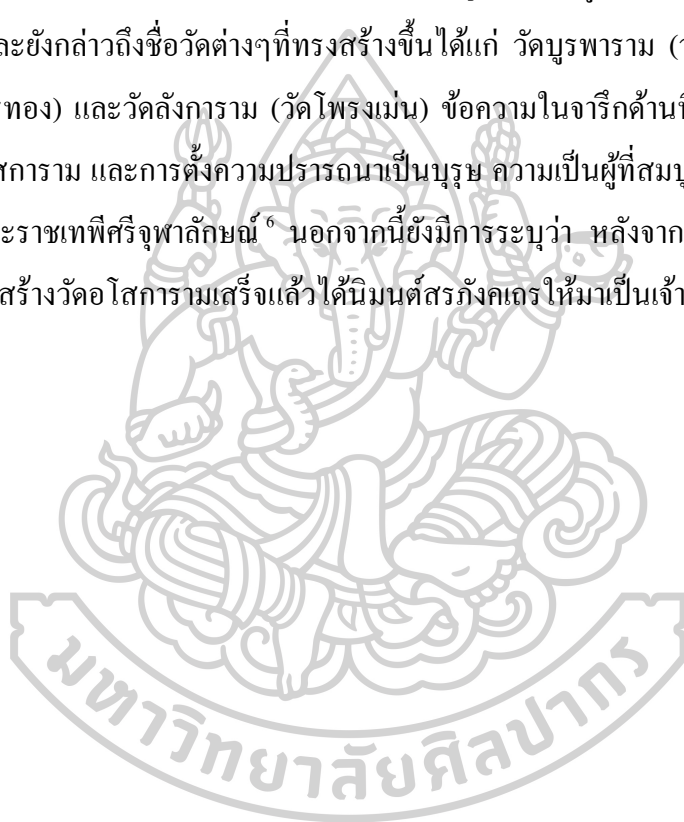 ละยังกล่าวถึงชื่อวัดต่างๆที่ทรงสร้างขึ้นได้แก่ วัดบูรพาราม (
ทอง) และวัดลังการาม (วัดโพรงเม่น) ข้อความในจารึกด้าน
สการาม และการตั้งความปรารถนาเป็นบุรุษ ความเป็นผู้ที่สมบู
ะราชเทพีศรีจุฬาลักษณ์ 6 นอกจากนี้ยังมีการระบุว่า หลังจาก
สร้างวัดอโสการามเสร็จแล้วได้นิมนต์สรภังคเถรให้มาเป็นเจ้า
มหาวิทยาลัยศิลปากร